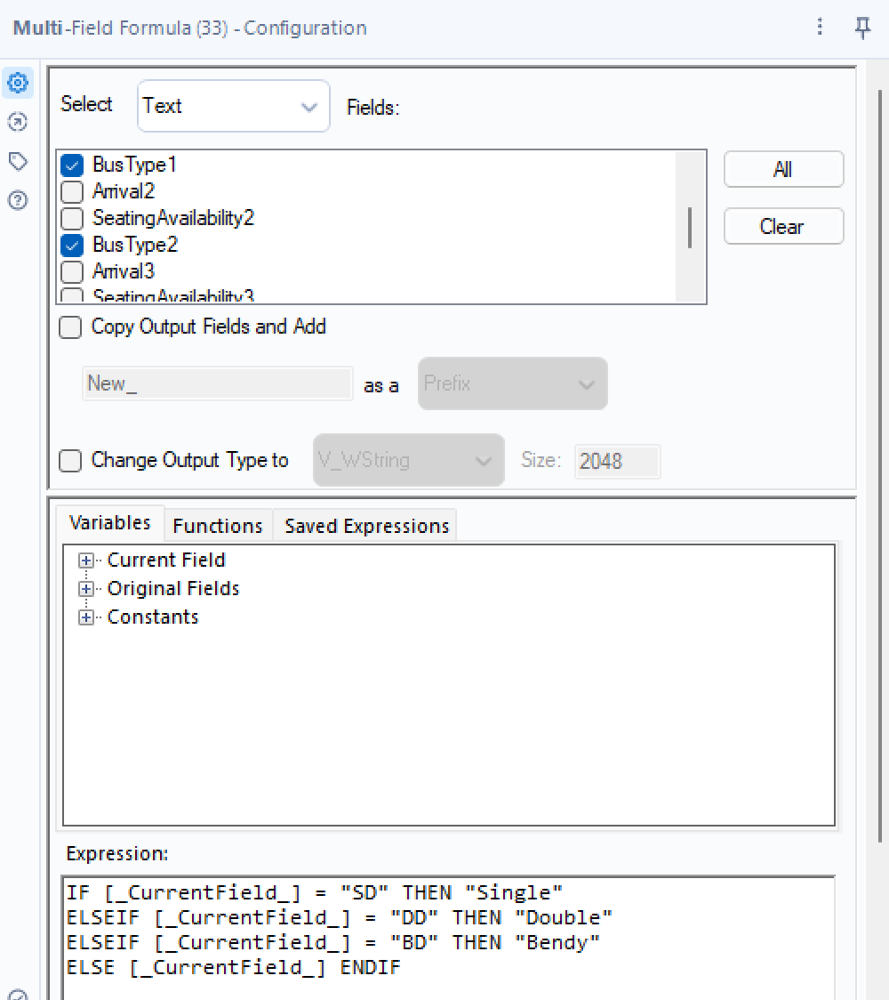 Multi-Field Formula (33) - Configuration
Select Text Fields:
BusType1
Arrival2
SeatingAvailability2
BusType2
Arrival3
SeatingAvailability3
All
Clear
Copy Output Fields and Add
New_ as a Prefix
Change Output Type to V_WString Size: 2048
Variables Functions Saved Expressions
Current Field
Original Fields
Constants
Expression:
IF [_CurrentField_] = "SD" THEN "Single"
ELSEIF [_CurrentField_] = "DD" THEN "Double"
ELSEIF [_CurrentField_] = "BD" THEN "Bendy"
ELSE [_CurrentField_] ENDIF